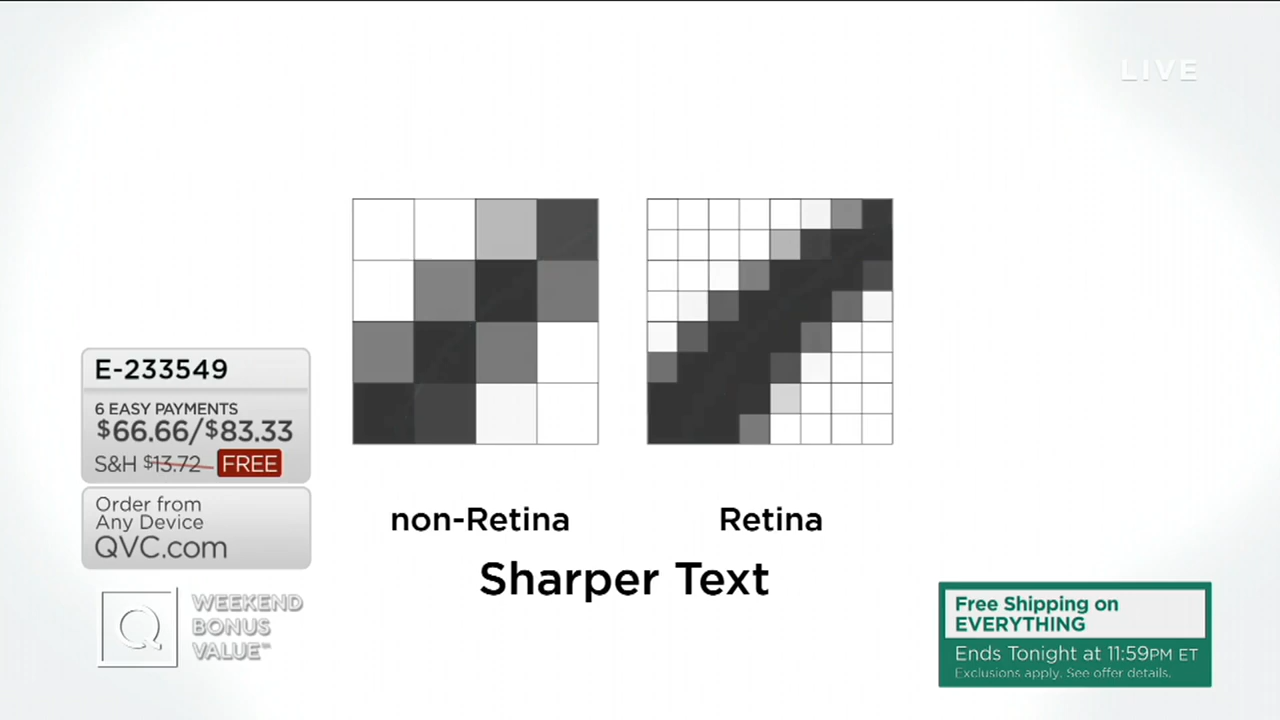 LIVE
E-233549
6 EASY PAYMENTS
$66.66/$83.33
S&H $13.72 FREE
Order from
Any Device
QVC.com
Q
WEEKEND
BONUS
VALUE™
non-Retina
Retina
Sharper Text
Free Shipping on
EVERYTHING
Ends Tonight at 11:59PM ET
Exclusions apply. See offer details.